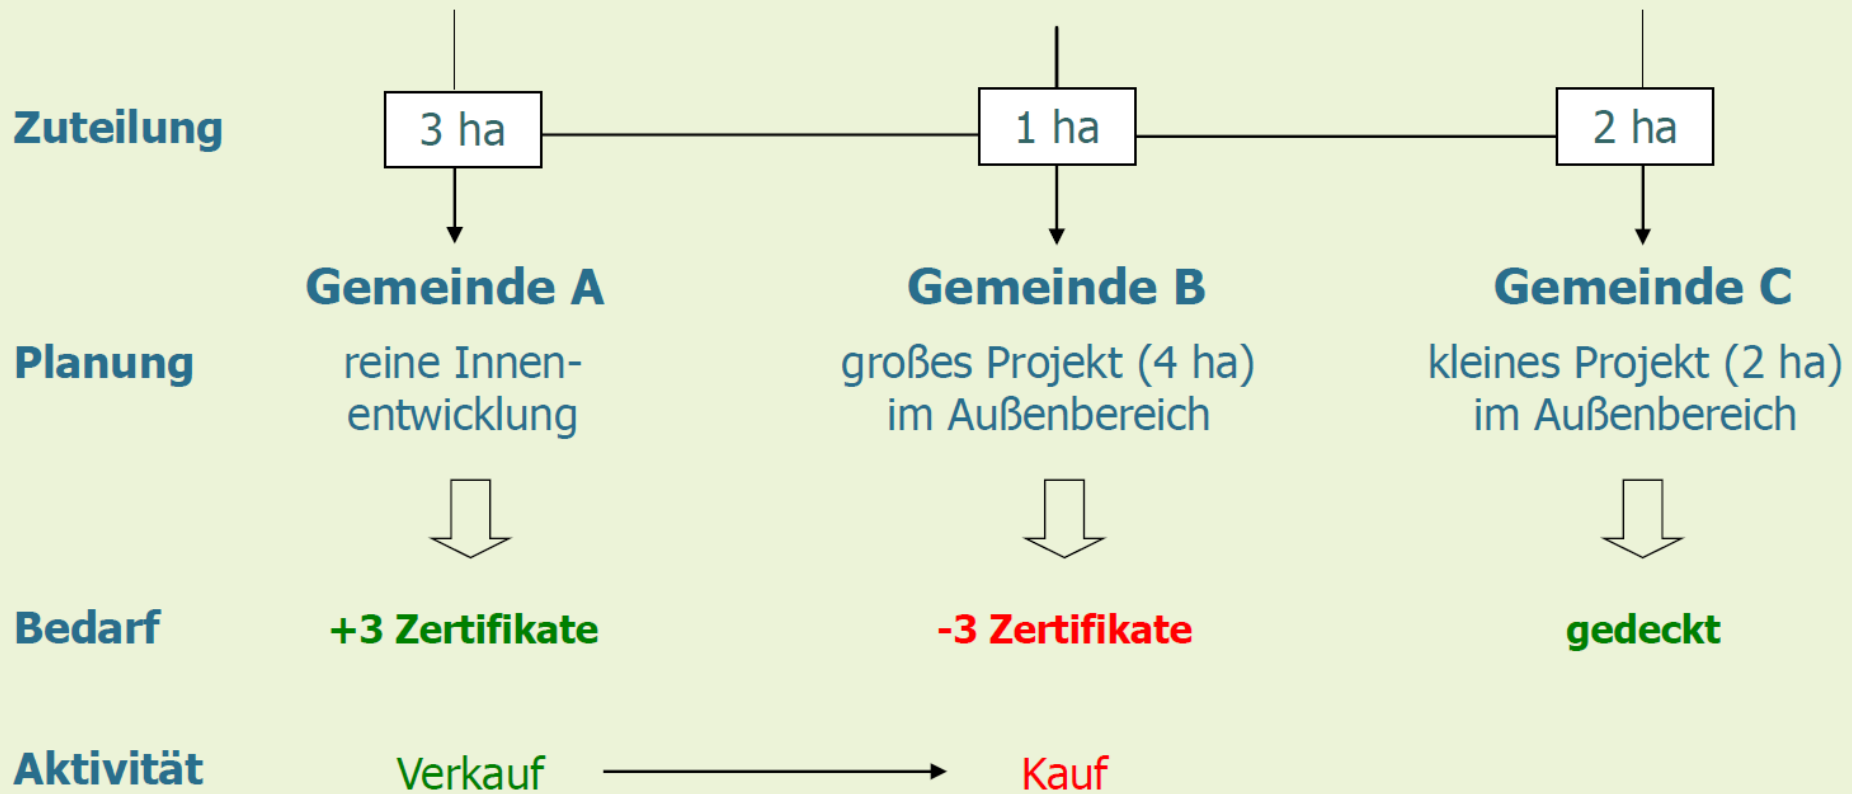 Zuteilung 3 ha 1 ha 2 ha
Gemeinde A Gemeinde B Gemeinde C
Planung reine Innen- großes Projekt (4 ha) kleines Projekt (2 ha)
entwicklung im Außenbereich im Außenbereich
Bedarf +3 Zertifikate -3 Zertifikate gedeckt
Aktivität Verkauf Kauf